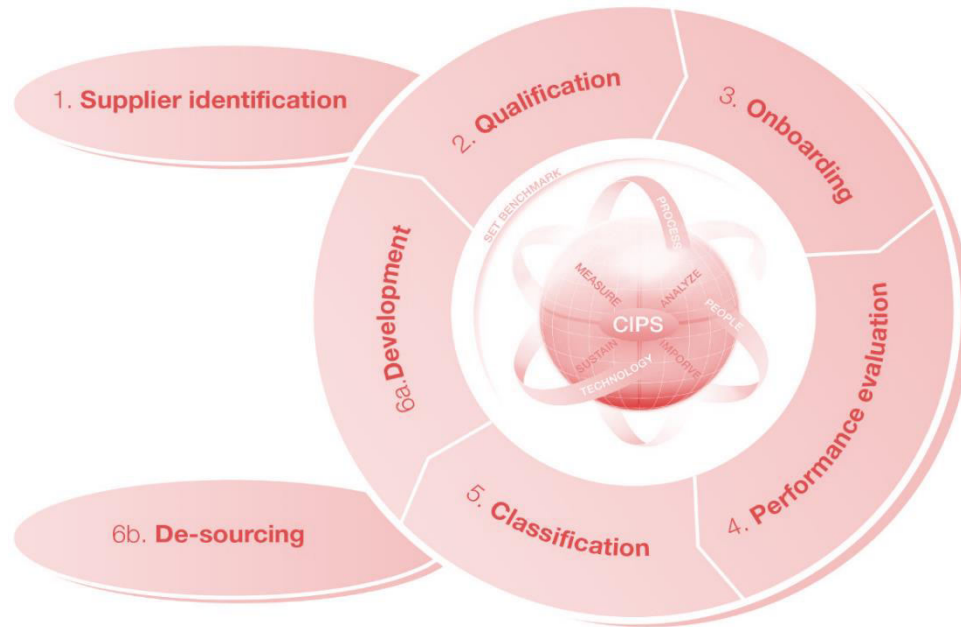 1. Supplier identification
2. Qualification
3. Onboarding
4. Performance evaluation
5. Classification
6a. Development
6b. De-sourcing
SET BENCHMARK
PROCESS
PEOPLE
TECHNOLOGY
MEASURE
ANALYZE
CIPS
SUSTAIN
IMPORVE